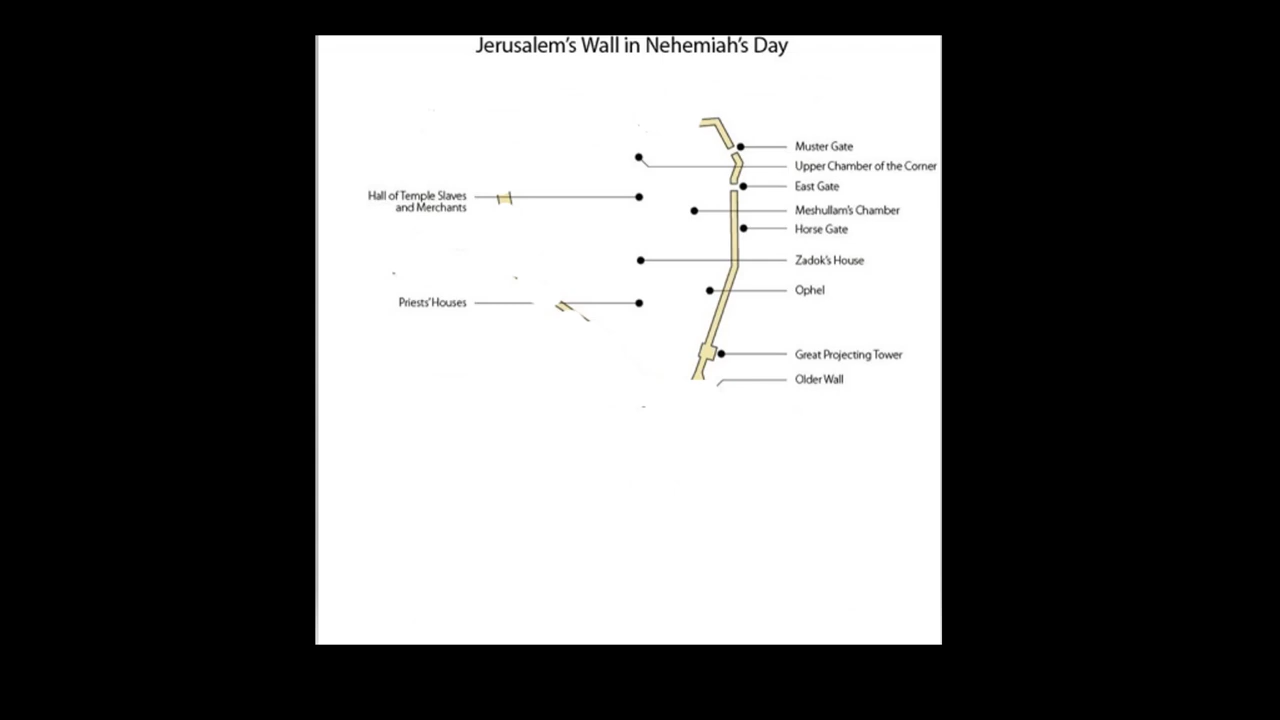 Jerusalem's Wall in Nehemiah's Day
Muster Gate
Upper Chamber of the Corner
East Gate
Hall of Temple Slaves
and Merchants
Meshullam's Chamber
Horse Gate
Zadok's House
Ophel
Priests' Houses
Great Projecting Tower
Older Wall